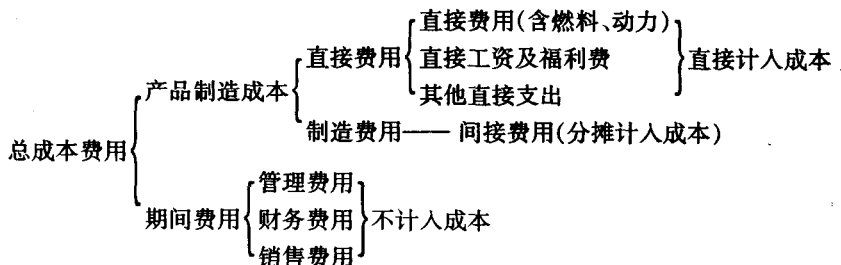 直接费用(含燃料、动力)
直接费用 直接工资及福利费 直接计入成本
产品制造成本 其他直接支出
制造费用—— 间接费用(分摊计入成本)
总成本费用
管理费用
期间费用 财务费用 不计入成本
销售费用